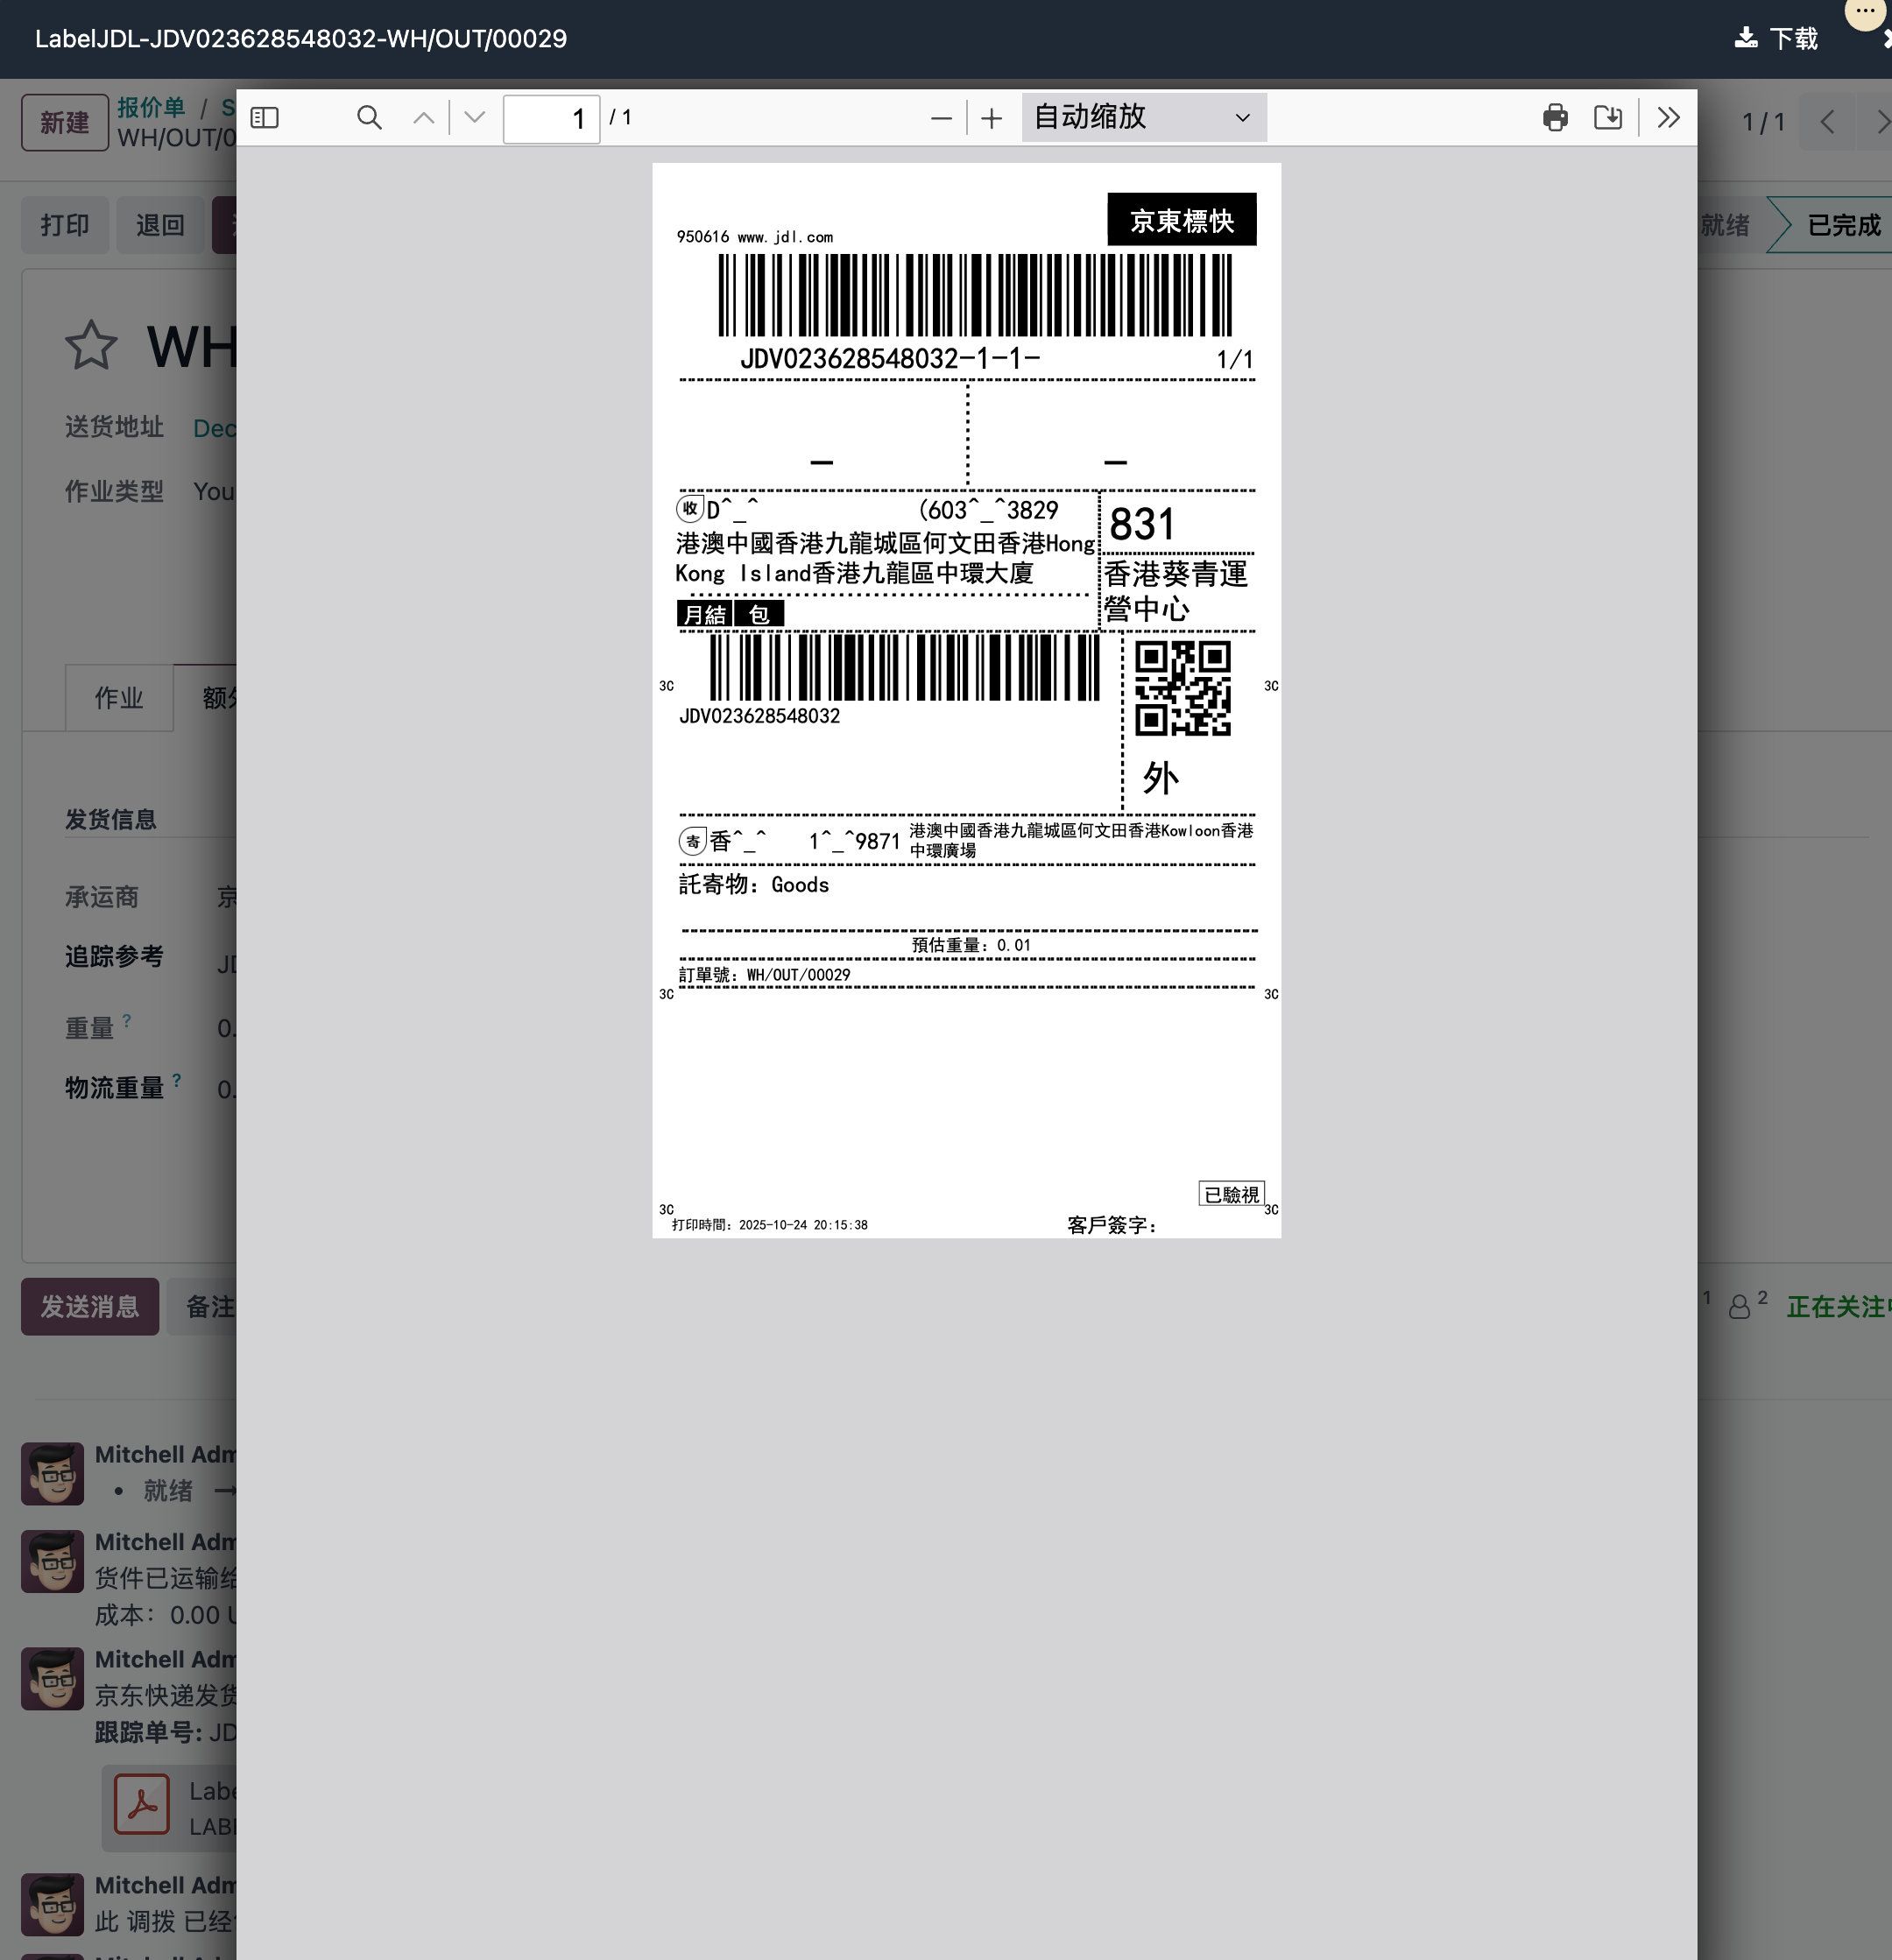 LabelJDL-JDV023628548032-WH/OUT/00029
下载
新建
报价单 / S
WH/OUT/0
1 / 1
自动缩放
1 / 1
打印
退回
就绪
已完成
WH
送货地址 Dec
作业类型 You
作业
额外
发货信息
承运商 京
追踪参考 JD
重量 ? 0.
物流重量 ? 0.
京東標快
950616 www.jdl.com
JDV023628548032-1-1-
1/1
收 D^_^ (603^_^3829
港澳中國香港九龍城區何文田香港Hong
Kong Island香港九龍區中環大廈
831
香港葵青運
營中心
月結 包
3C
3C
JDV023628548032
外
寄 香^_^ 1^_^9871 港澳中國香港九龍城區何文田香港Kowloon香港
中環廣場
託寄物: Goods
預估重量: 0.01
訂單號: WH/OUT/00029
3C
3C
已驗視
3C
3C
打印時間: 2025-10-24 20:15:38
客戶簽字:
发送消息
备注
1
2
正在关注中
Mitchell Adm
就绪 →
Mitchell Adm
货件已运输给
成本: 0.00 U
Mitchell Adm
京东快递发货
跟踪单号: JD
Labe
LABE
Mitchell Adm
此 调拨 已经